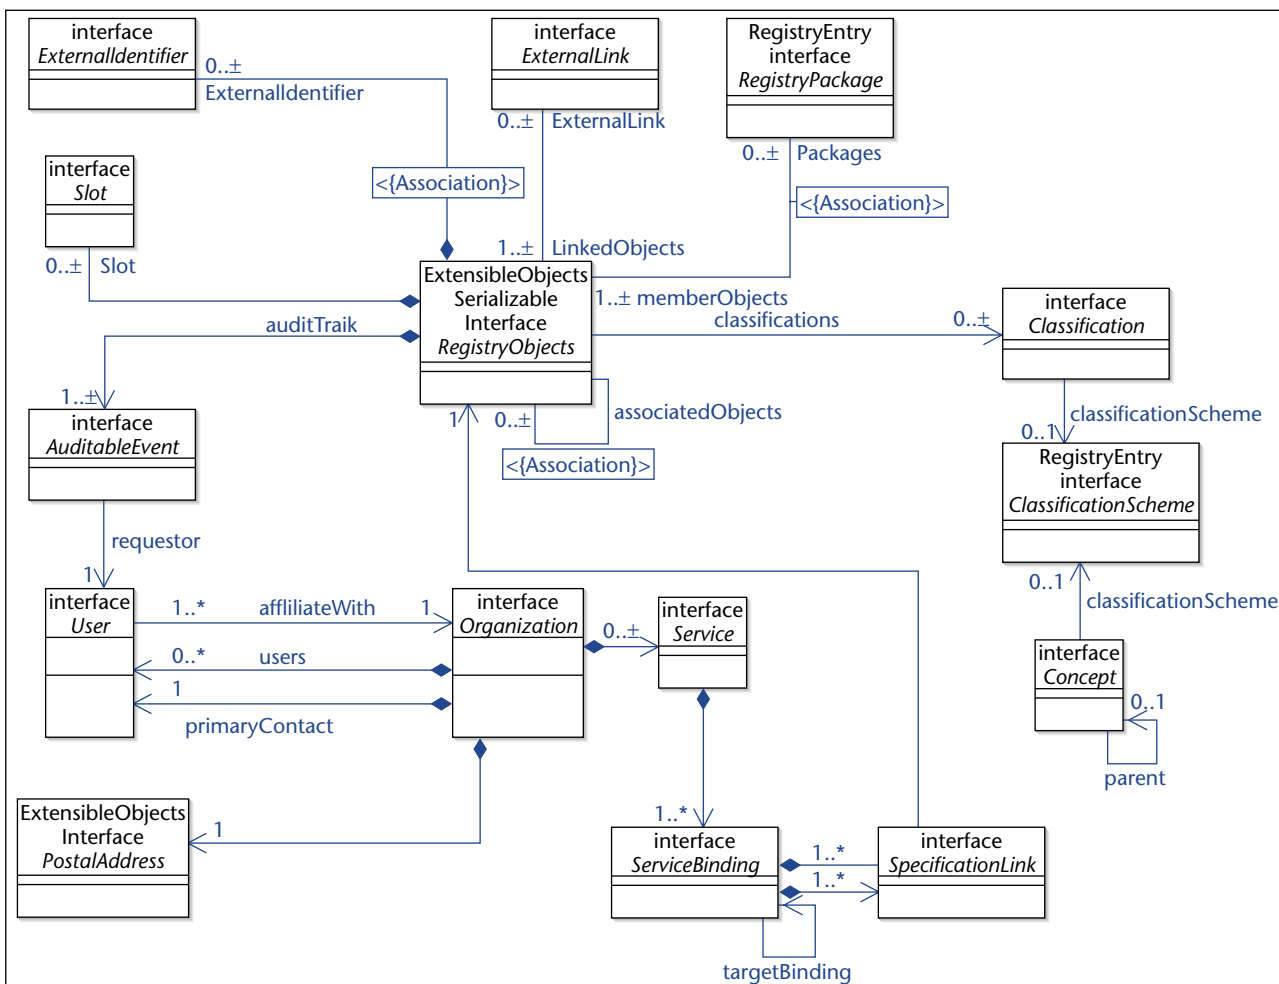 interface
ExternalIdentifier
0..±
ExternalIdentifier
interface
ExternalLink
0..± ExternalLink
RegistryEntry
interface
RegistryPackage
0..± Packages
<{Association}>
<{Association}>
interface
Slot
0..± Slot
1..± LinkedObjects
ExtensibleObjects
Serializable
Interface
RegistryObjects
1..± memberObjects
classifications
0..±
interface
Classification
auditTraik
1..±
interface
AuditableEvent
1
0..±
associatedObjects
<{Association}>
classificationScheme
0..1
RegistryEntry
interface
ClassificationScheme
requestor
1
0..1
classificationScheme
interface
User
1..* affliliateWith 1
0..* users
1
primaryContact
interface
Organization
0..±
interface
Service
interface
Concept
0..1
parent
ExtensibleObjects
Interface
PostalAddress
1
1..*
interface
ServiceBinding
1..*
1..*
interface
SpecificationLink
targetBinding